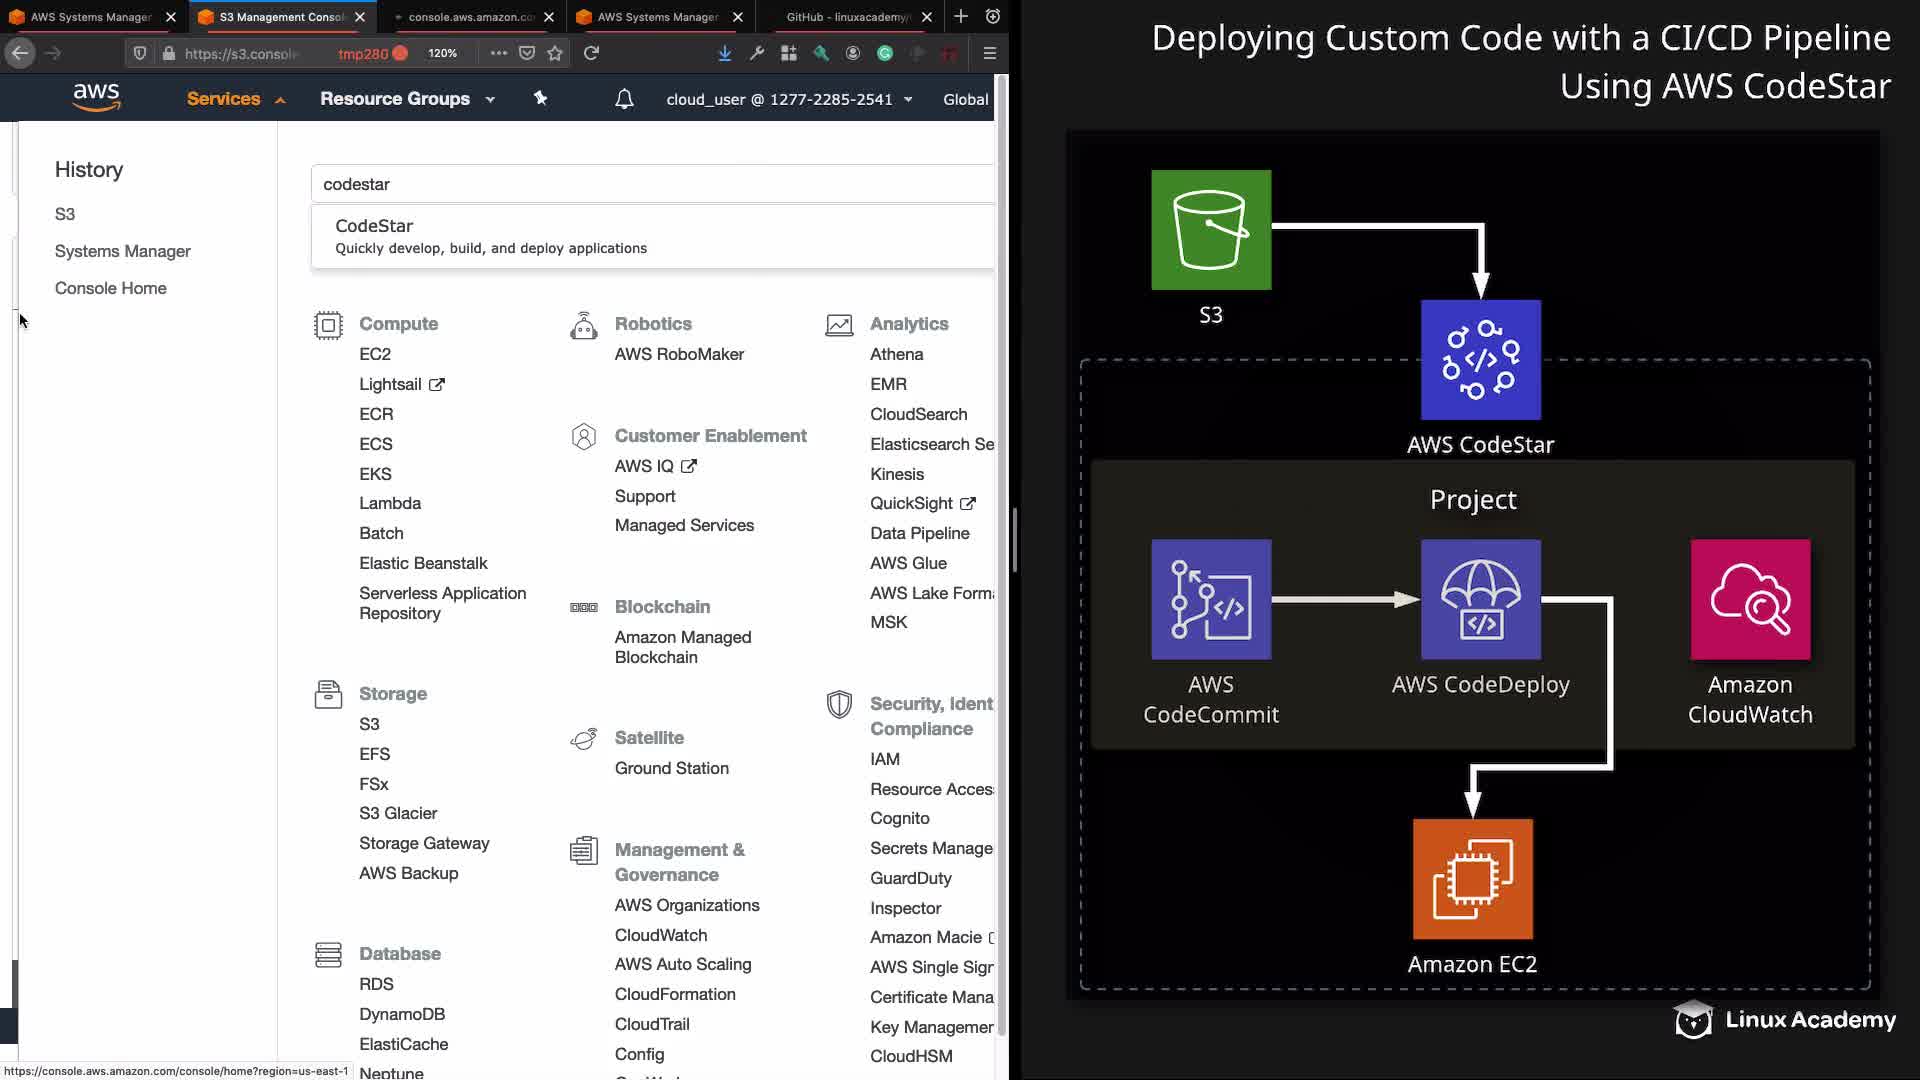 AWS Systems Manager
S3 Management Consol
console.aws.amazon.co
AWS Systems Manager
GitHub - linuxacademy/
https://s3.console
tmp280
120%
aws
Services
Resource Groups
cloud_user @ 1277-2285-2541
Global
History
S3
Systems Manager
Console Home
codestar
CodeStar
Quickly develop, build, and deploy applications
Compute
EC2
Lightsail
ECR
ECS
EKS
Lambda
Batch
Elastic Beanstalk
Serverless Application
Repository
Storage
S3
EFS
FSx
S3 Glacier
Storage Gateway
AWS Backup
Database
RDS
DynamoDB
ElastiCache
Neptune
Robotics
AWS RoboMaker
Customer Enablement
AWS IQ
Support
Managed Services
Blockchain
Amazon Managed
Blockchain
Satellite
Ground Station
Management &
Governance
AWS Organizations
CloudWatch
AWS Auto Scaling
CloudFormation
CloudTrail
Config
Analytics
Athena
EMR
CloudSearch
Elasticsearch Se
Kinesis
QuickSight
Data Pipeline
AWS Glue
AWS Lake Forma
MSK
Security, Ident
Compliance
IAM
Resource Acces
Cognito
Secrets Manage
GuardDuty
Inspector
Amazon Macie
AWS Single Sign
Certificate Mana
Key Managemen
CloudHSM
https://console.aws.amazon.com/console/home?region=us-east-1
Deploying Custom Code with a CI/CD Pipeline
Using AWS CodeStar
S3
AWS CodeStar
Project
AWS
CodeCommit
AWS CodeDeploy
Amazon
CloudWatch
Amazon EC2
Linux Academy